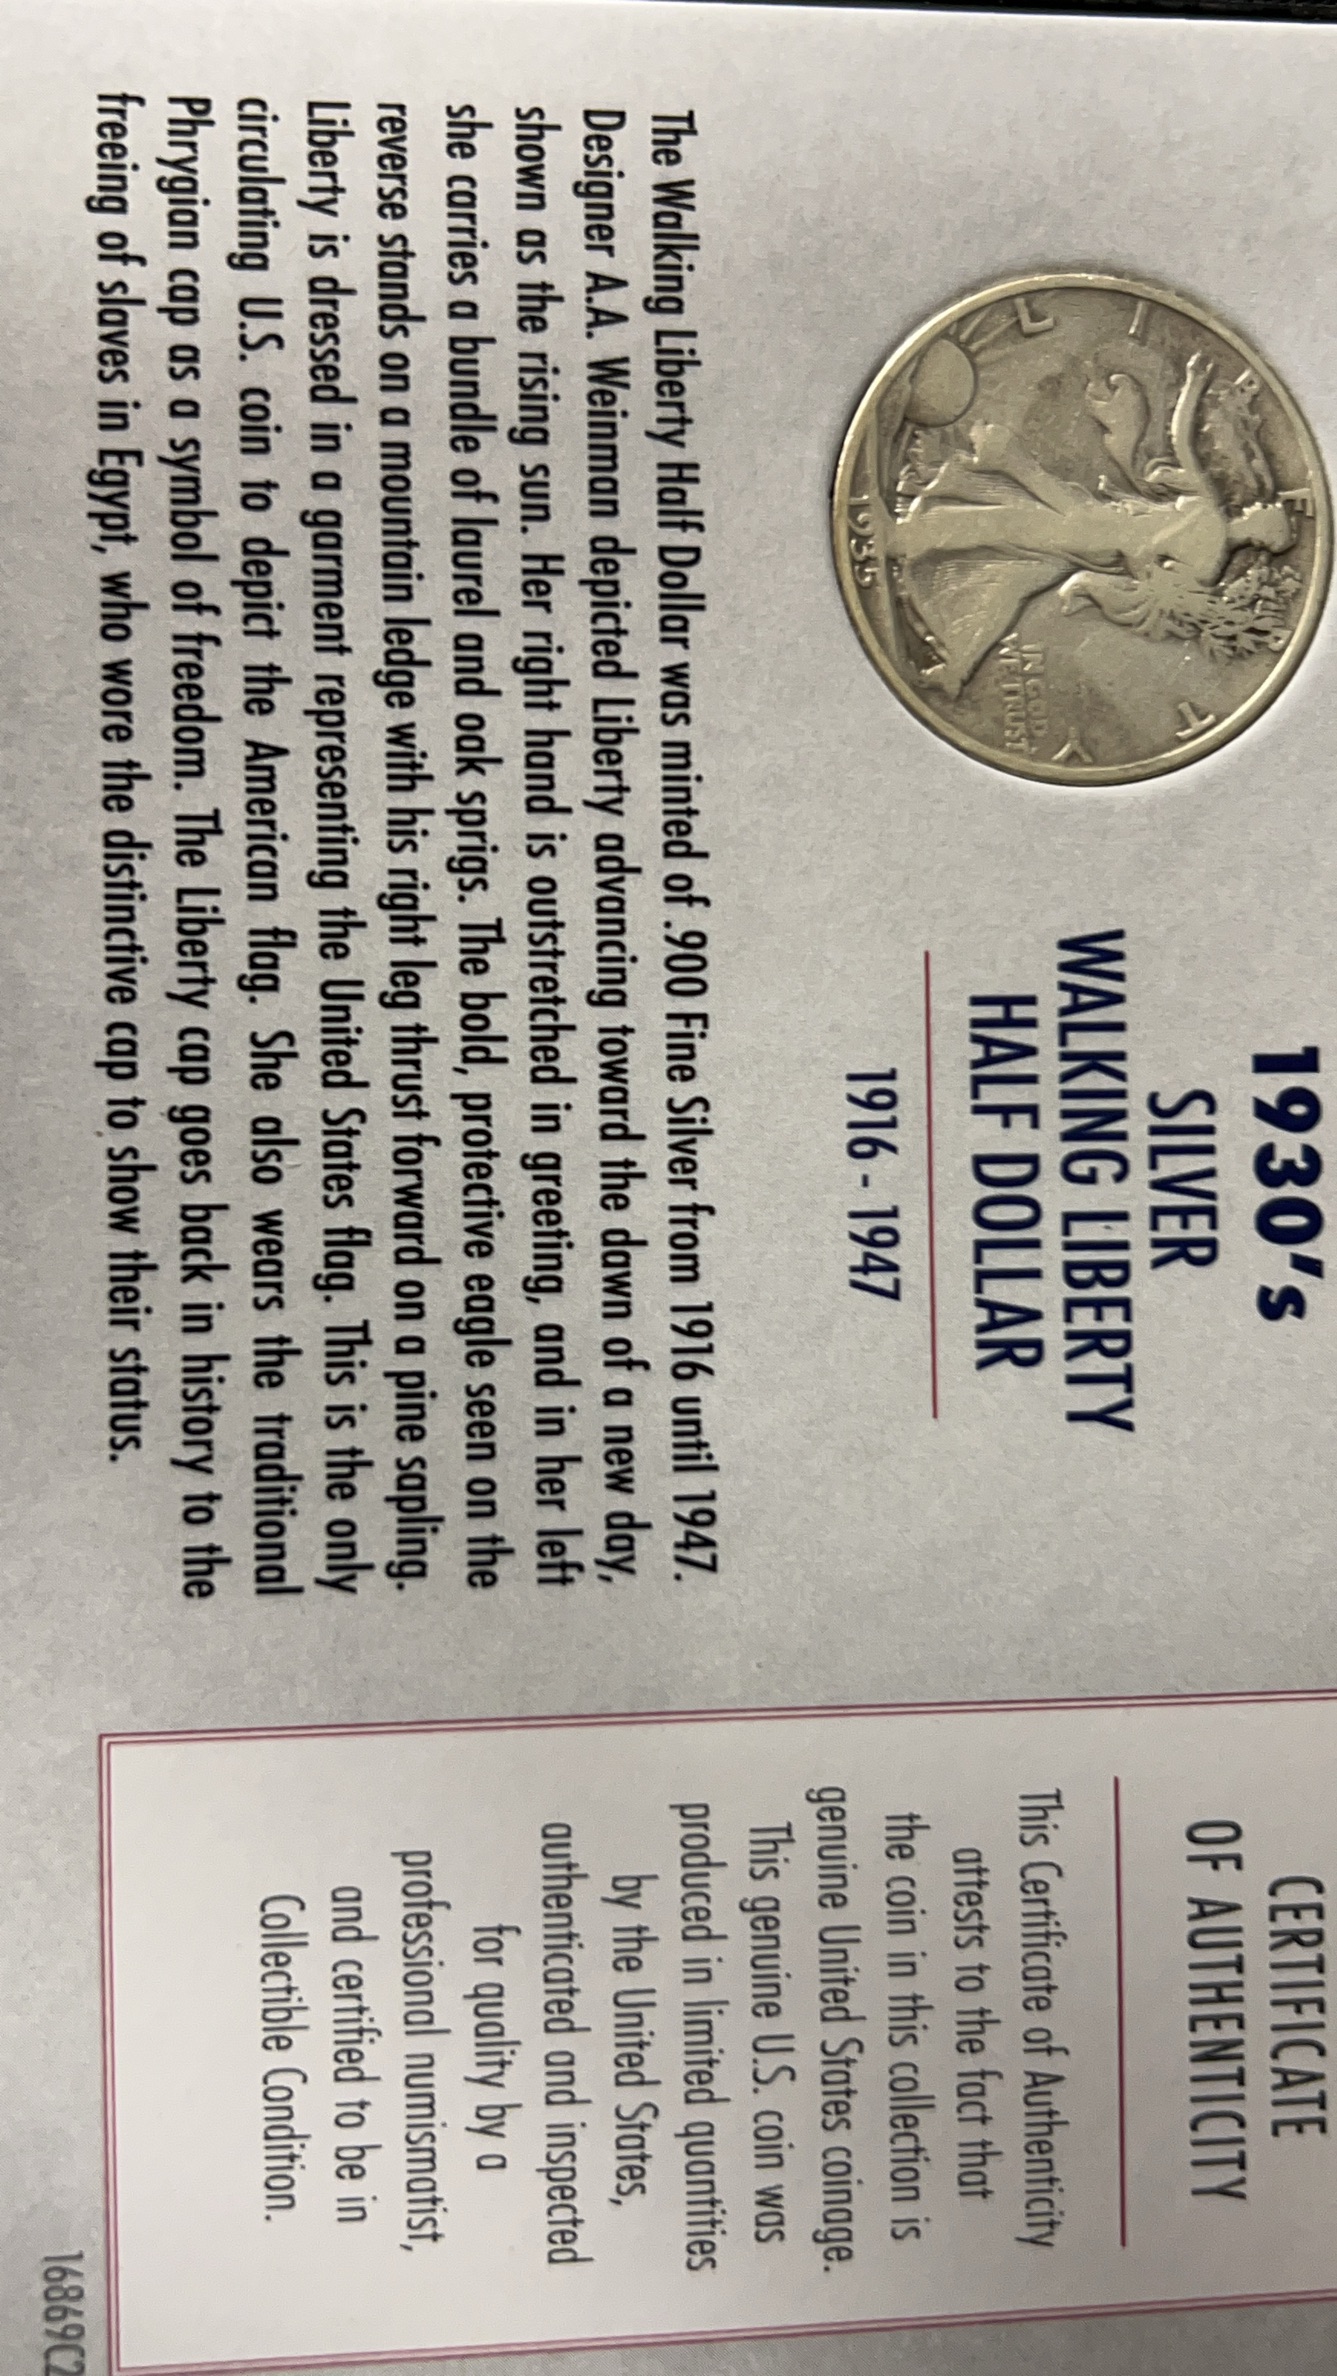 LIBERTY
IN GOD
WE TRUST
1935
1930's
SILVER
WALKING LIBERTY
HALF DOLLAR
1916 - 1947
The Walking Liberty Half Dollar was minted of .900 Fine Silver from 1916 until 1947.
Designer A.A. Weinman depicted Liberty advancing toward the dawn of a new day,
shown as the rising sun. Her right hand is outstretched in greeting, and in her left
she carries a bundle of laurel and oak sprigs. The bold, protective eagle seen on the
reverse stands on a mountain ledge with his right leg thrust forward on a pine sapling.
Liberty is dressed in a garment representing the United States flag. This is the only
circulating U.S. coin to depict the American flag. She also wears the traditional
Phrygian cap as a symbol of freedom. The Liberty cap goes back in history to the
freeing of slaves in Egypt, who wore the distinctive cap to show their status.
CERTIFICATE
OF AUTHENTICITY
This Certificate of Authenticity
attests to the fact that
the coin in this collection is
genuine United States coinage.
This genuine U.S. coin was
produced in limited quantities
by the United States,
authenticated and inspected
for quality by a
professional numismatist,
and certified to be in
Collectible Condition.
16869C2